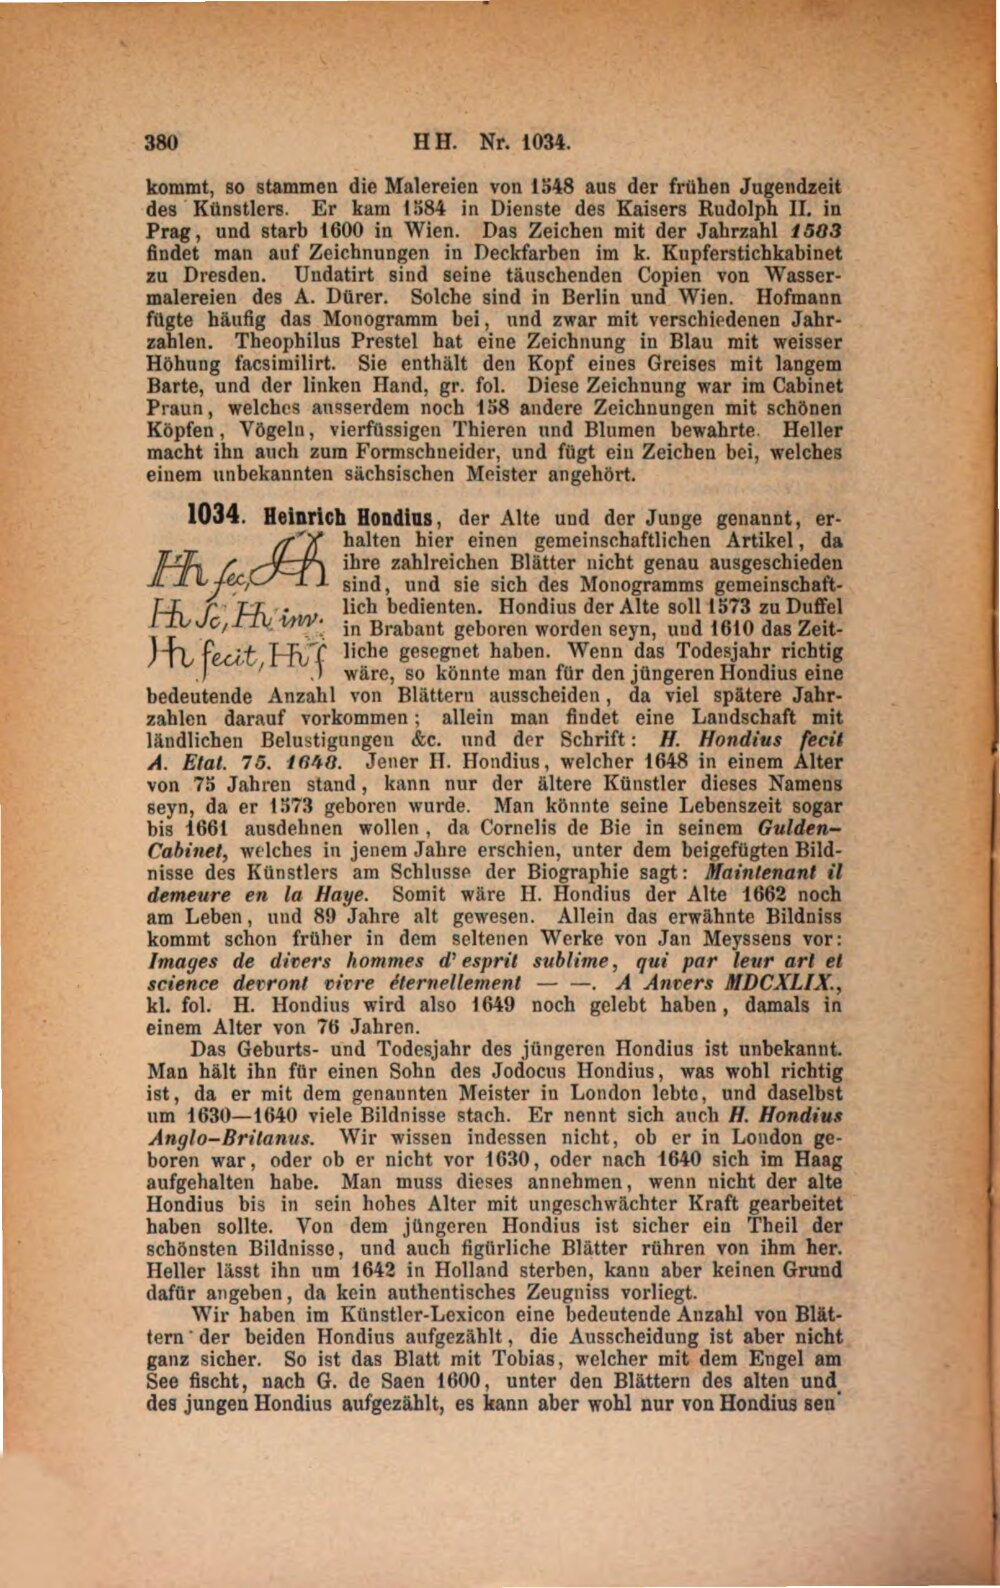 380 HH. Nr. 1034.
kommt, so stammen die Malereien von 1548 aus der frühen Jugendzeit
des Künstlers. Er kam 1584 in Dienste des Kaisers Rudolph II. in
Prag, und starb 1600 in Wien. Das Zeichen mit der Jahrzahl 1583
findet man auf Zeichnungen in Deckfarben im k. Kupferstichkabinet
zu Dresden. Undatirt sind seine täuschenden Copien von Wasser-
malereien des A. Dürer. Solche sind in Berlin und Wien. Hofmann
fügte häufig das Monogramm bei, und zwar mit verschiedenen Jahr-
zahlen. Theophilus Prestel hat eine Zeichnung in Blau mit weisser
Höhung facsimilirt. Sie enthält den Kopf eines Greises mit langem
Barte, und der linken Hand, gr. fol. Diese Zeichnung war im Cabinet
Praun, welches ausserdem noch 158 andere Zeichnungen mit schönen
Köpfen, Vögeln, vierfüssigen Thieren und Blumen bewahrte. Heller
macht ihn auch zum Formschneider, und fügt ein Zeichen bei, welches
einem unbekannten sächsischen Meister angehört.
1034. Heinrich Hondius, der Alte und der Junge genannt, er-
halten hier einen gemeinschaftlichen Artikel, da
Hh fec, HH
ihre zahlreichen Blätter nicht genau ausgeschieden
sind, und sie sich des Monogramms gemeinschaft-
Hh Sc, Hh inv.
lich bedienten. Hondius der Alte soll 1573 zu Duffel
in Brabant geboren worden seyn, und 1610 das Zeit-
Hh fecit, Hh f
liche gesegnet haben. Wenn das Todesjahr richtig
wäre, so könnte man für den jüngeren Hondius eine
bedeutende Anzahl von Blättern ausscheiden, da viel spätere Jahr-
zahlen darauf vorkommen; allein man findet eine Landschaft mit
ländlichen Belustigungen &c. und der Schrift: H. Hondius fecit
A. Etat. 75. 1648. Jener H. Hondius, welcher 1648 in einem Alter
von 75 Jahren stand, kann nur der ältere Künstler dieses Namens
seyn, da er 1573 geboren wurde. Man könnte seine Lebenszeit sogar
bis 1661 ausdehnen wollen, da Cornelis de Bie in seinem Gulden-
Cabinet, welches in jenem Jahre erschien, unter dem beigefügten Bild-
nisse des Künstlers am Schlusse der Biographie sagt: Maintenant il
demeure en la Haye. Somit wäre H. Hondius der Alte 1662 noch
am Leben, und 89 Jahre alt gewesen. Allein das erwähnte Bildniss
kommt schon früher in dem seltenen Werke von Jan Meyssens vor:
Images de divers hommes d'esprit sublime, qui par leur art et
science devront vivre éternellement — —. A Anvers MDCXLIX.,
kl. fol. H. Hondius wird also 1649 noch gelebt haben, damals in
einem Alter von 76 Jahren.
Das Geburts- und Todesjahr des jüngeren Hondius ist unbekannt.
Man hält ihn für einen Sohn des Jodocus Hondius, was wohl richtig
ist, da er mit dem genannten Meister in London lebte, und daselbst
um 1630—1640 viele Bildnisse stach. Er nennt sich auch H. Hondius
Anglo-Britanus. Wir wissen indessen nicht, ob er in London ge-
boren war, oder ob er nicht vor 1630, oder nach 1640 sich im Haag
aufgehalten habe. Man muss dieses annehmen, wenn nicht der alte
Hondius bis in sein hohes Alter mit ungeschwächter Kraft gearbeitet
haben sollte. Von dem jüngeren Hondius ist sicher ein Theil der
schönsten Bildnisse, und auch figürliche Blätter rühren von ihm her.
Heller lässt ihn um 1642 in Holland sterben, kann aber keinen Grund
dafür angeben, da kein authentisches Zeugniss vorliegt.
Wir haben im Künstler-Lexicon eine bedeutende Anzahl von Blät-
tern der beiden Hondius aufgezählt, die Ausscheidung ist aber nicht
ganz sicher. So ist das Blatt mit Tobias, welcher mit dem Engel am
See fischt, nach G. de Saen 1600, unter den Blättern des alten und
des jungen Hondius aufgezählt, es kann aber wohl nur von Hondius sen